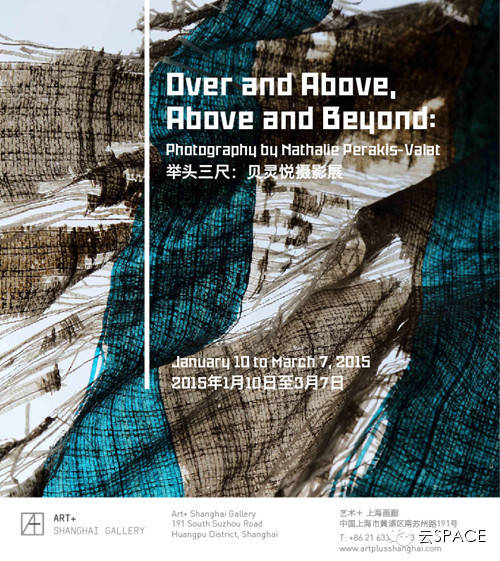 Over and Above,
Above and Beyond:
Photography by Nathalie Perakis-Valat
举头三尺：贝灵悦摄影展
January 10 to March 7, 2015
2015年1月10日至3月7日
ART+
SHANGHAI GALLERY
Art+ Shanghai Gallery
191 South Suzhou Road
Huangpu District, Shanghai
艺术＋ 上海画廊
中国上海市黄浦区南苏州路191号
T: +86 21 633
www.artplusshanghai.com
云SPACE